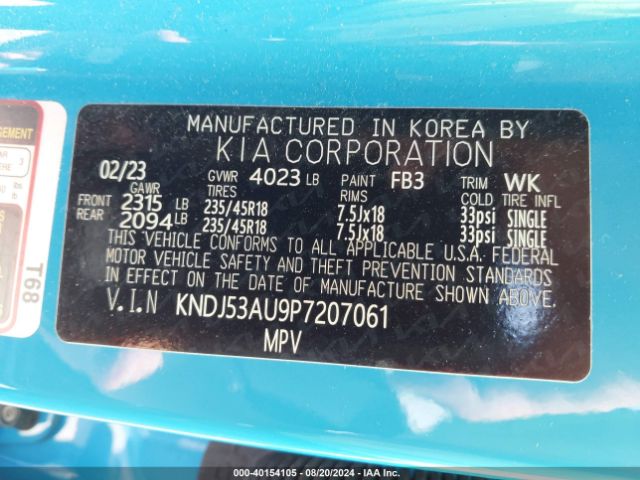 MANUFACTURED IN KOREA BY
KIA CORPORATION
02/23 GVWR 4023 LB PAINT FB3 TRIM WK
GAWR TIRES RIMS COLD TIRE INFL
FRONT 2315 LB 235/45R18 7.5Jx18 33psi SINGLE
REAR 2094 LB 235/45R18 7.5Jx18 33psi SINGLE
THIS VEHICLE CONFORMS TO ALL APPLICABLE U.S.A. FEDERAL
MOTOR VEHICLE SAFETY AND THEFT PREVENTION STANDARDS
IN EFFECT ON THE DATE OF MANUFACTURE SHOWN ABOVE.
V.I.N KNDJ53AU9P7207061
MPV
T68
000-40154105 - 08/20/2024 - IAA Inc.